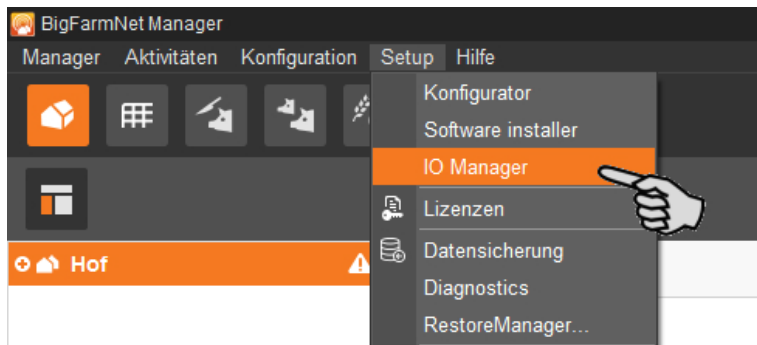 BigFarmNet Manager
Manager Aktivitäten Konfiguration Setup Hilfe
Konfigurator
Software installer
IO Manager
Lizenzen
Hof
Datensicherung
Diagnostics
RestoreManager...